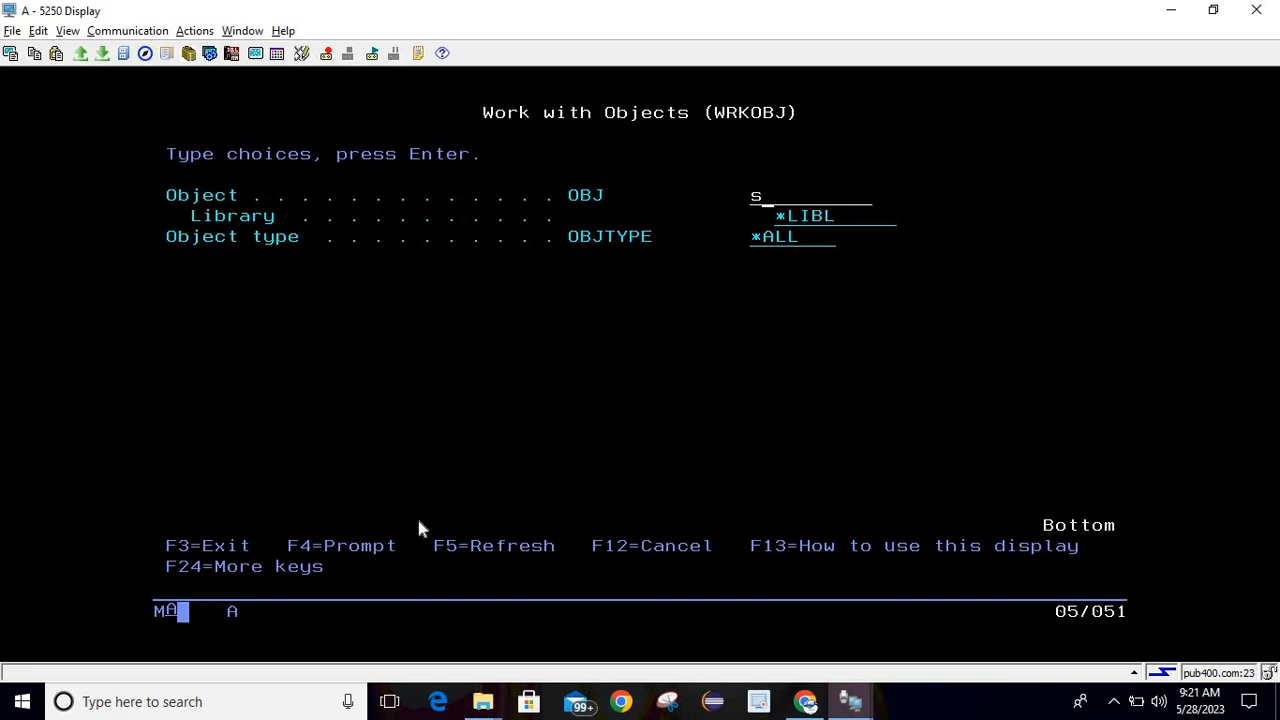 A - 5250 Display
File Edit View Communication Actions Window Help
Work with Objects (WRKOBJ)
Type choices, press Enter.
Object . . . . . . . . . . . . . OBJ s
Library . . . . . . . . . . . *LIBL
Object type . . . . . . . . . . OBJTYPE *ALL
Bottom
F3=Exit F4=Prompt F5=Refresh F12=Cancel F13=How to use this display
F24=More keys
MA A 05/051
pub400.com:23
Type here to search
99+
9:21 AM
5/28/2023